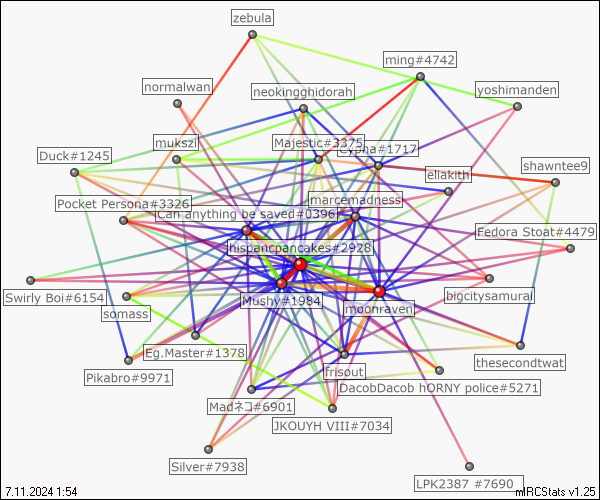 zebula
ming#4742
normalwan
neokingghidorah
yoshimanden
mukszi
Majestic#3375
Cypha#1717
Duck#1245
eliakith
shawntee9
Pocket Persona#3326
marcemadness
Can anything be saved#0396
Fedora Stoat#4479
jhispancpancakes#2928
Swirly Boi#6154
Mushy#1984
bigcitysamurai
somass
moonraven
Eg.Master#1378
thesecondtwat
Pikabro#9971
frisout
DacobDacob hORNY police#5271
Madネコ#6901
JKOUYH VIII#7034
Silver#7938
LPK2387 #7690
7.11.2024 1:54
mIRCStats v1.25